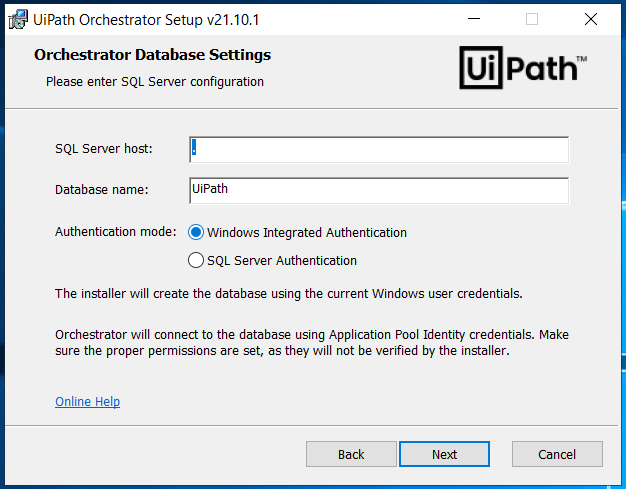 UiPath Orchestrator Setup v21.10.1
Orchestrator Database Settings
Please enter SQL Server configuration
Ui Path™
SQL Server host: .
Database name: UiPath
Authentication mode: Windows Integrated Authentication
SQL Server Authentication
The installer will create the database using the current Windows user credentials.
Orchestrator will connect to the database using Application Pool Identity credentials. Make
sure the proper permissions are set, as they will not be verified by the installer.
Online Help
Back Next Cancel